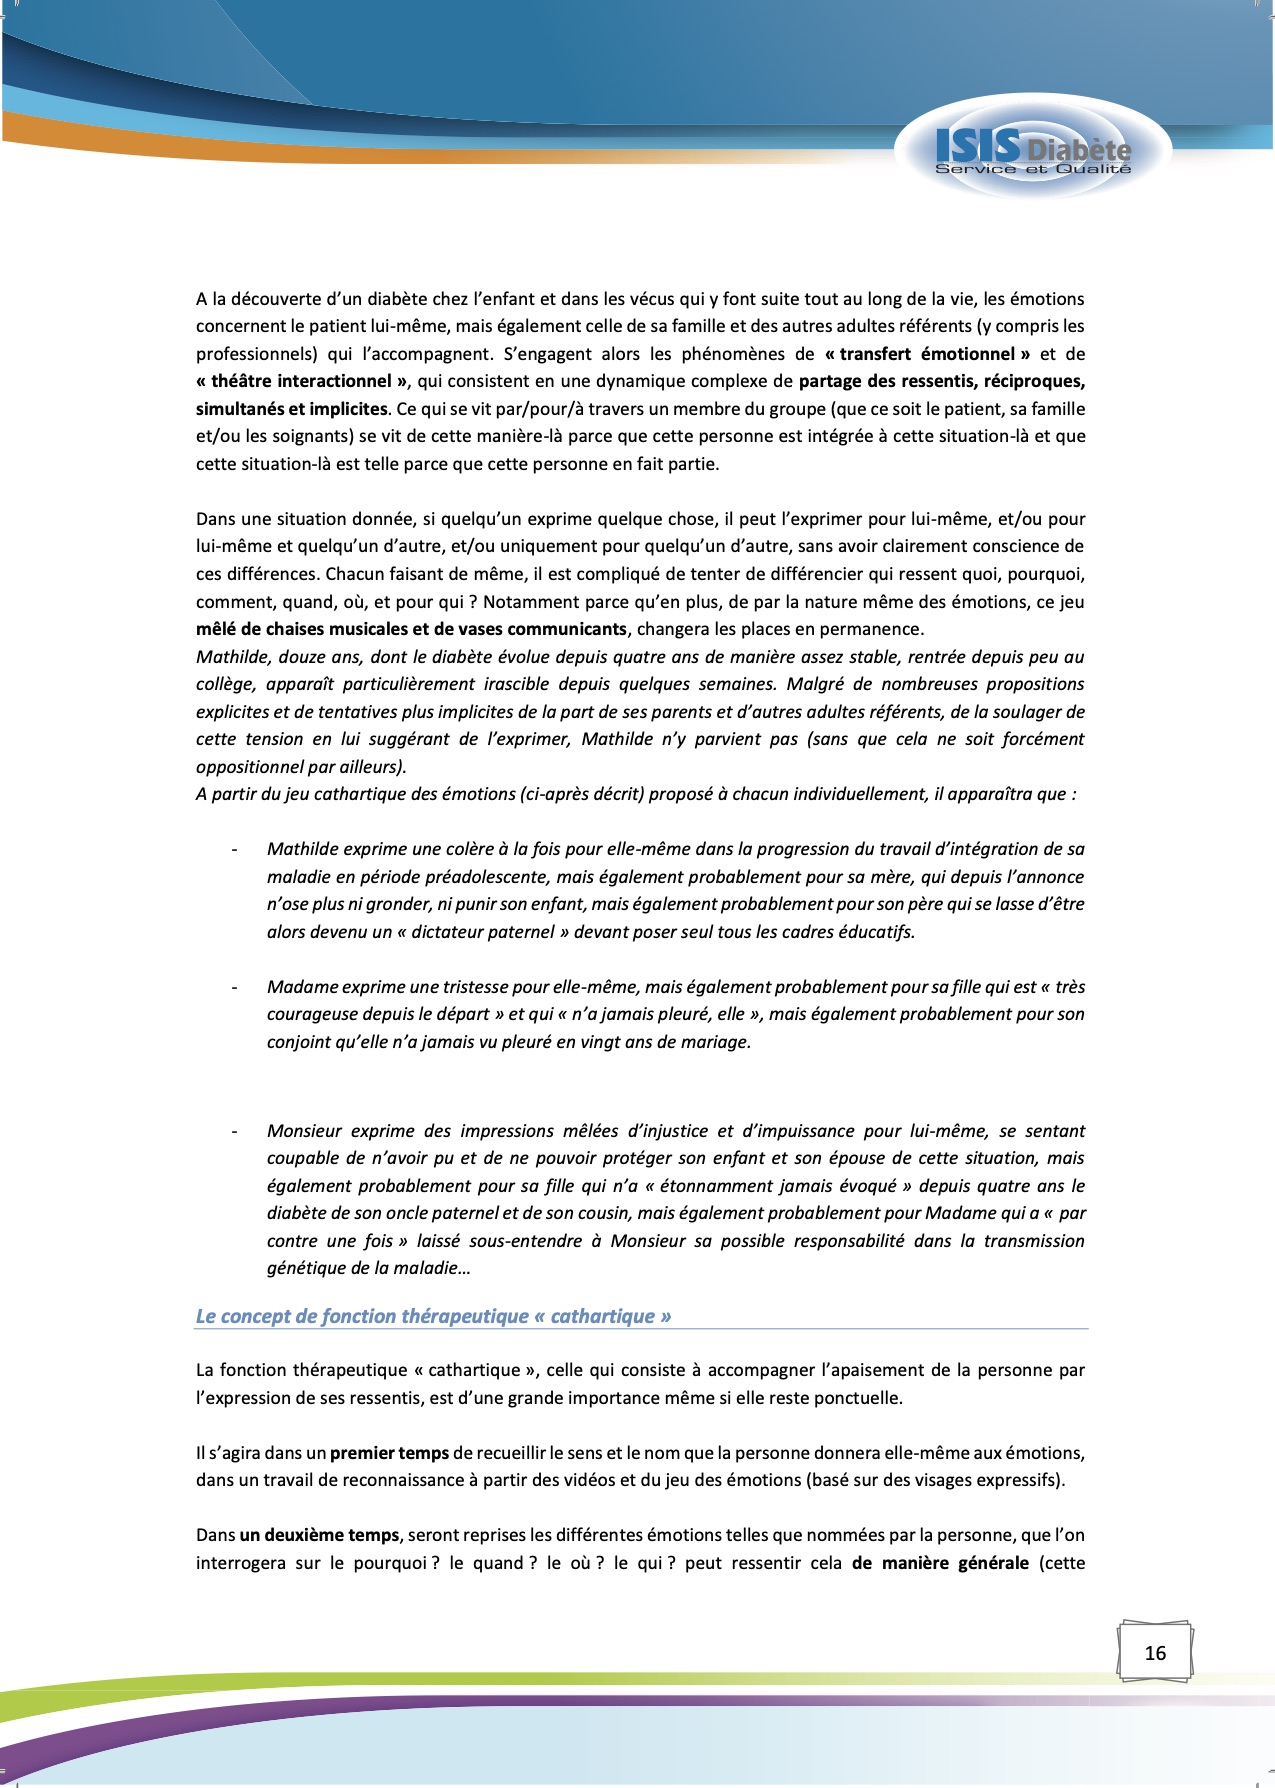 ISIS Diabète
Service et Qualité
A la découverte d’un diabète chez l’enfant et dans les vécus qui y font suite tout au long de la vie, les émotions
concernent le patient lui-même, mais également celle de sa famille et des autres adultes référents (y compris les
professionnels) qui l’accompagnent. S’engagent alors les phénomènes de « transfert émotionnel » et de
« théâtre interactionnel », qui consistent en une dynamique complexe de partage des ressentis, réciproques,
simultanés et implicites. Ce qui se vit par/pour/à travers un membre du groupe (que ce soit le patient, sa famille
et/ou les soignants) se vit de cette manière-là parce que cette personne est intégrée à cette situation-là et que
cette situation-là est telle parce que cette personne en fait partie.
Dans une situation donnée, si quelqu’un exprime quelque chose, il peut l’exprimer pour lui-même, et/ou pour
lui-même et quelqu’un d’autre, et/ou uniquement pour quelqu’un d’autre, sans avoir clairement conscience de
ces différences. Chacun faisant de même, il est compliqué de tenter de différencier qui ressent quoi, pourquoi,
comment, quand, où, et pour qui ? Notamment parce qu’en plus, de par la nature même des émotions, ce jeu
mêlé de chaises musicales et de vases communicants, changera les places en permanence.
Mathilde, douze ans, dont le diabète évolue depuis quatre ans de manière assez stable, rentrée depuis peu au
collège, apparaît particulièrement irascible depuis quelques semaines. Malgré de nombreuses propositions
explicites et de tentatives plus implicites de la part de ses parents et d’autres adultes référents, de la soulager de
cette tension en lui suggérant de l’exprimer, Mathilde n’y parvient pas (sans que cela ne soit forcément
oppositionnel par ailleurs).
A partir du jeu cathartique des émotions (ci-après décrit) proposé à chacun individuellement, il apparaîtra que :
- Mathilde exprime une colère à la fois pour elle-même dans la progression du travail d’intégration de sa
maladie en période préadolescente, mais également probablement pour sa mère, qui depuis l’annonce
n’ose plus ni gronder, ni punir son enfant, mais également probablement pour son père qui se lasse d’être
alors devenu un « dictateur paternel » devant poser seul tous les cadres éducatifs.
- Madame exprime une tristesse pour elle-même, mais également probablement pour sa fille qui est « très
courageuse depuis le départ » et qui « n’a jamais pleuré, elle », mais également probablement pour son
conjoint qu’elle n’a jamais vu pleuré en vingt ans de mariage.
- Monsieur exprime des impressions mêlées d’injustice et d’impuissance pour lui-même, se sentant
coupable de n’avoir pu et de ne pouvoir protéger son enfant et son épouse de cette situation, mais
également probablement pour sa fille qui n’a « étonnamment jamais évoqué » depuis quatre ans le
diabète de son oncle paternel et de son cousin, mais également probablement pour Madame qui a « par
contre une fois » laissé sous-entendre à Monsieur sa possible responsabilité dans la transmission
génétique de la maladie…
Le concept de fonction thérapeutique « cathartique »
La fonction thérapeutique « cathartique », celle qui consiste à accompagner l’apaisement de la personne par
l’expression de ses ressentis, est d’une grande importance même si elle reste ponctuelle.
Il s’agira dans un premier temps de recueillir le sens et le nom que la personne donnera elle-même aux émotions,
dans un travail de reconnaissance à partir des vidéos et du jeu des émotions (basé sur des visages expressifs).
Dans un deuxième temps, seront reprises les différentes émotions telles que nommées par la personne, que l’on
interrogera sur le pourquoi ? le quand ? le où ? le qui ? peut ressentir cela de manière générale (cette
16